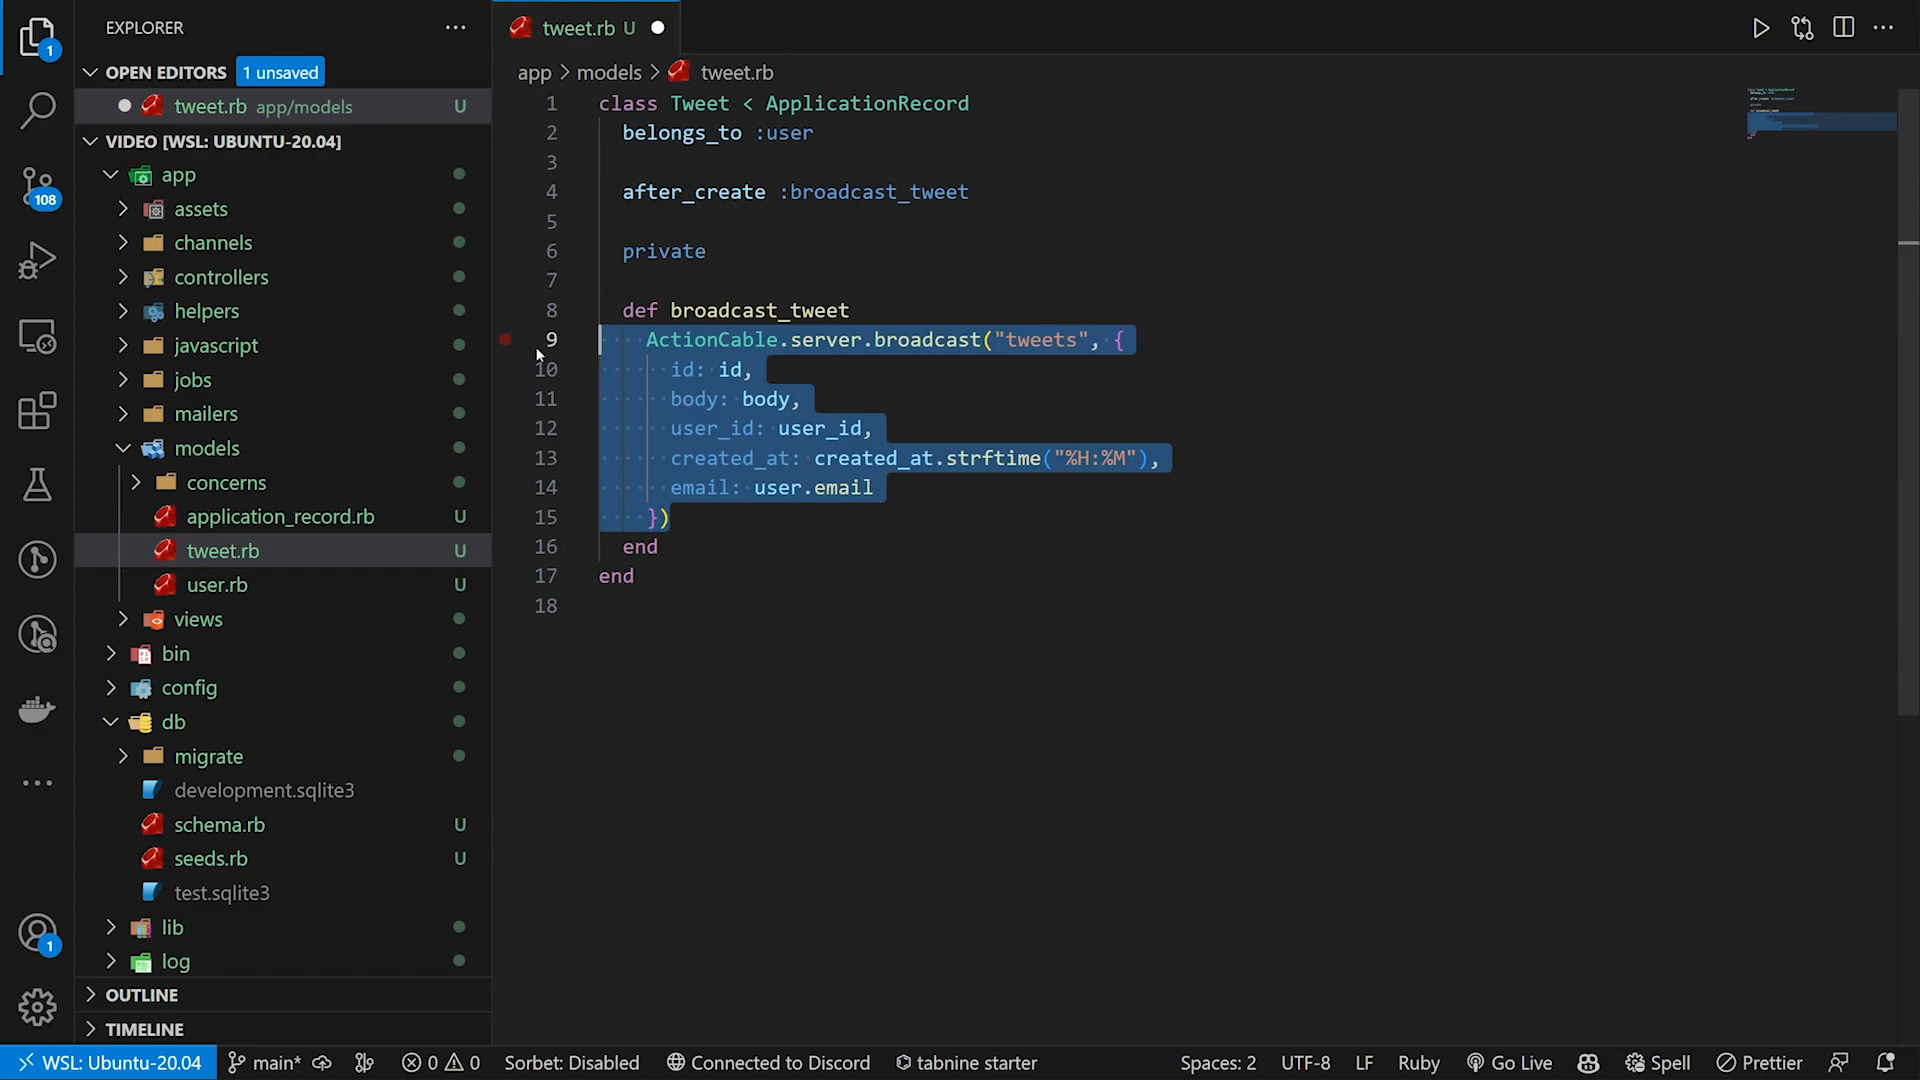 EXPLORER
tweet.rb U
1
OPEN EDITORS 1 unsaved
tweet.rb app/models U
app > models > tweet.rb
VIDEO [WSL: UBUNTU-20.04]
app
assets
channels
controllers
helpers
javascript
jobs
mailers
models
concerns
application_record.rb U
tweet.rb U
user.rb U
views
bin
config
db
migrate
development.sqlite3
schema.rb U
seeds.rb U
test.sqlite3
lib
log
OUTLINE
TIMELINE
108
1
1 class Tweet < ApplicationRecord
2 belongs_to :user
3
4 after_create :broadcast_tweet
5
6 private
7
8 def broadcast_tweet
9 ActionCable.server.broadcast("tweets", {
10 id: id,
11 body: body,
12 user_id: user_id,
13 created_at: created_at.strftime("%H:%M"),
14 email: user.email
15 })
16 end
17 end
18
WSL: Ubuntu-20.04 main* 0 0 Sorbet: Disabled Connected to Discord tabnine starter Spaces: 2 UTF-8 LF Ruby Go Live Spell Prettier